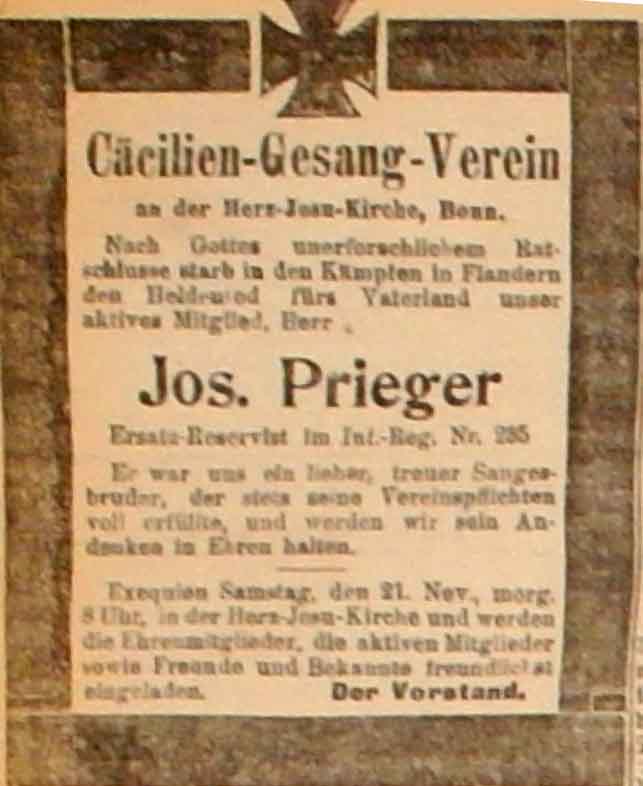 Cäcilien-Gesang-Verein
an der Herz-Jesu-Kirche, Bonn.
Nach Gottes unerforschlichem Rat-
schlusse starb in den Kämpfen in Flandern
den Heldentod fürs Vaterland unser
aktives Mitglied, Herr
Jos. Prieger
Ersatz-Reservist im Inf.-Reg. Nr. 235
Er war uns ein lieber, treuer Sanges-
bruder, der stets seine Vereinspflichten
voll erfüllte, und werden wir sein An-
denken in Ehren halten.
Exequien Samstag, den 21. Nov., morg.
8 Uhr, in der Herz-Jesu-Kirche und werden
die Ehrenmitglieder, die aktiven Mitglieder
sowie Freunde und Bekannte freundlichst
eingeladen. Der Vorstand.